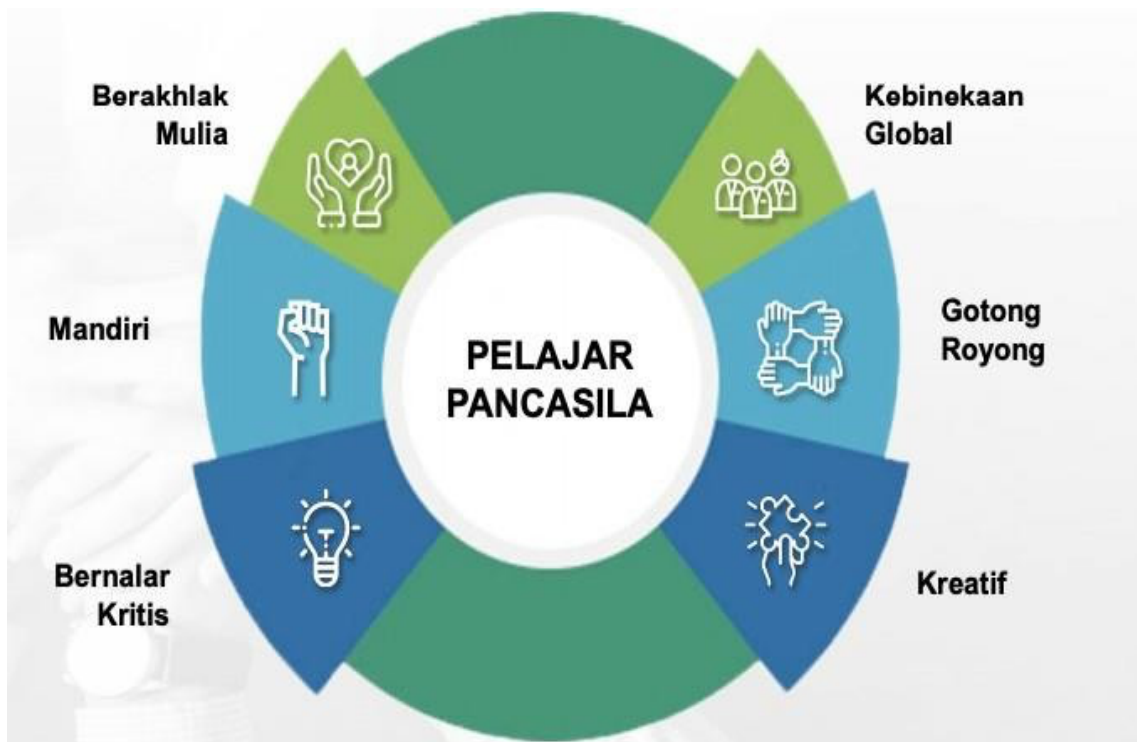 Berakhlak
Mulia
Kebinekaan
Global
Mandiri
PELAJAR
PANCASILA
Gotong
Royong
Bernalar
Kritis
Kreatif